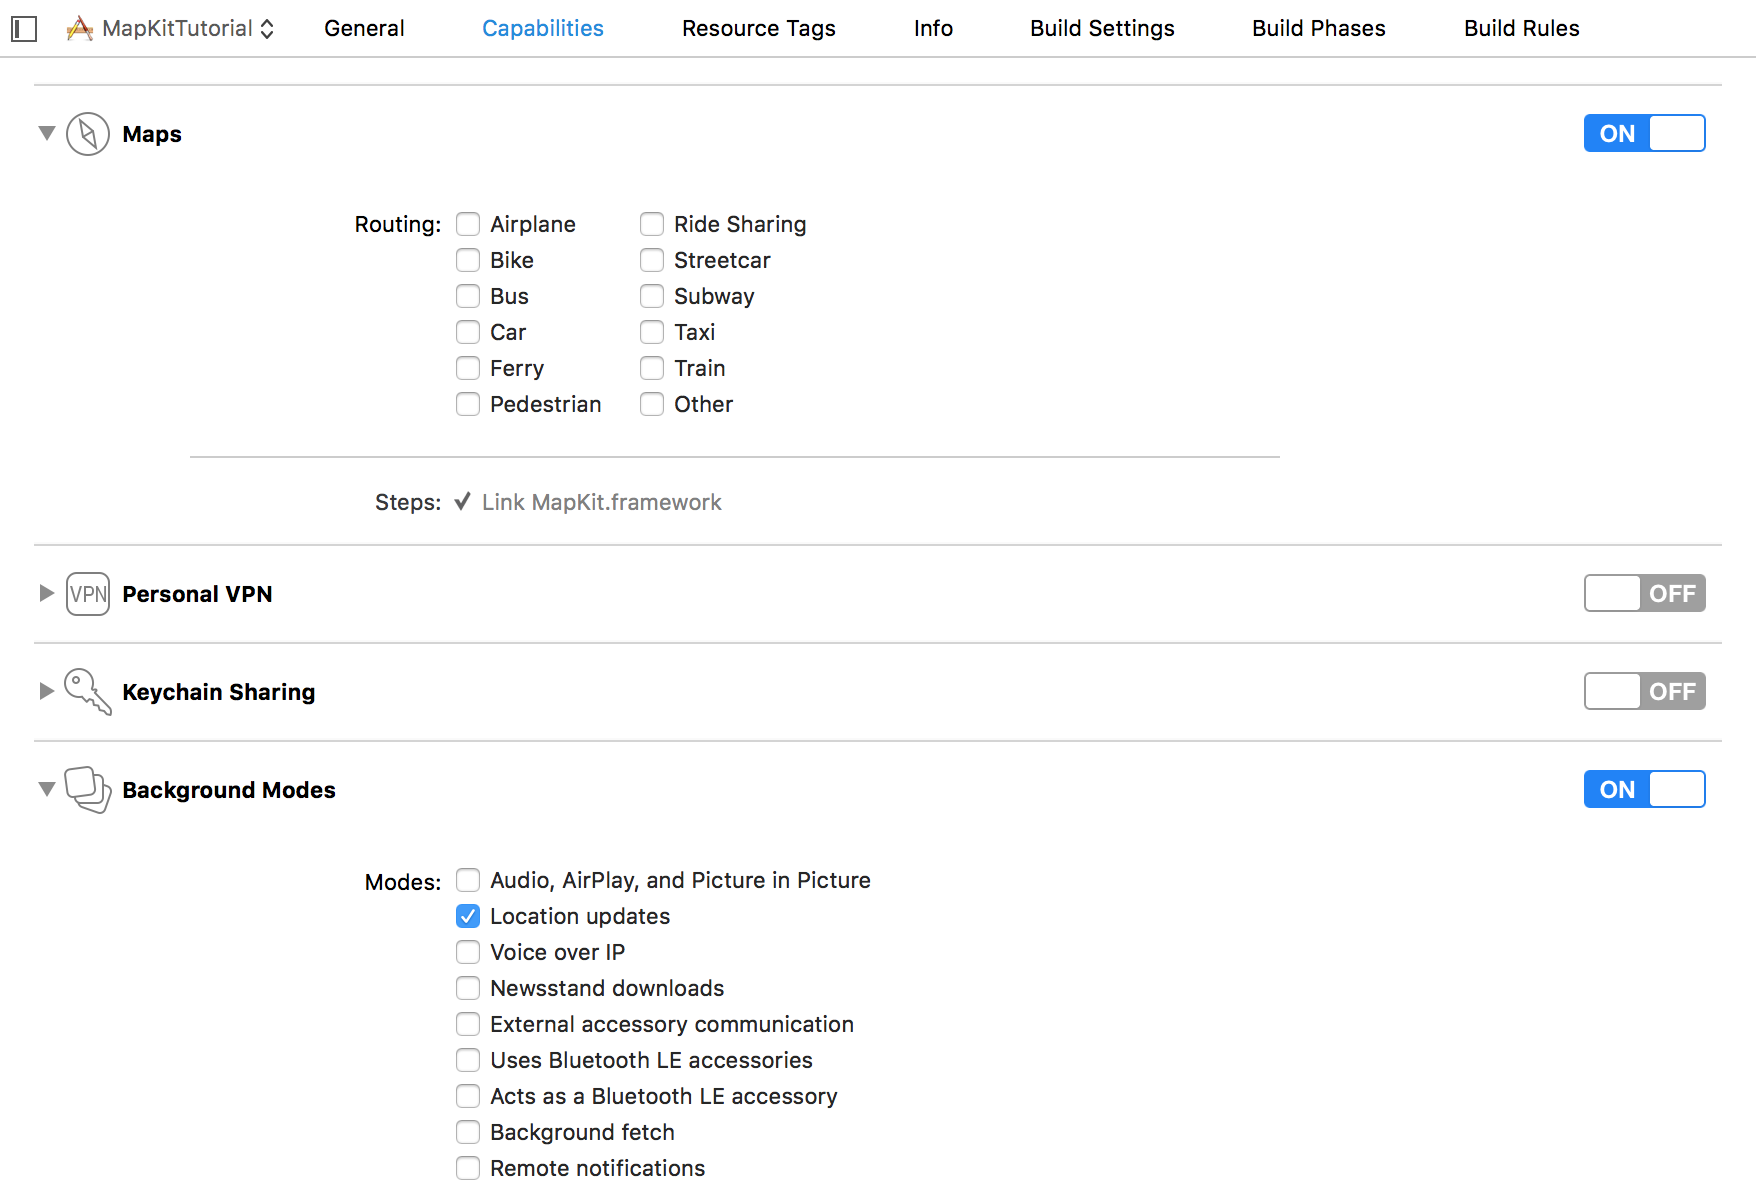 MapKitTutorial General Capabilities Resource Tags Info Build Settings Build Phases Build Rules
Maps ON
Routing: Airplane Ride Sharing
Bike Streetcar
Bus Subway
Car Taxi
Ferry Train
Pedestrian Other
Steps: Link MapKit.framework
VPN Personal VPN OFF
Keychain Sharing OFF
Background Modes ON
Modes: Audio, AirPlay, and Picture in Picture
Location updates
Voice over IP
Newsstand downloads
External accessory communication
Uses Bluetooth LE accessories
Acts as a Bluetooth LE accessory
Background fetch
Remote notifications